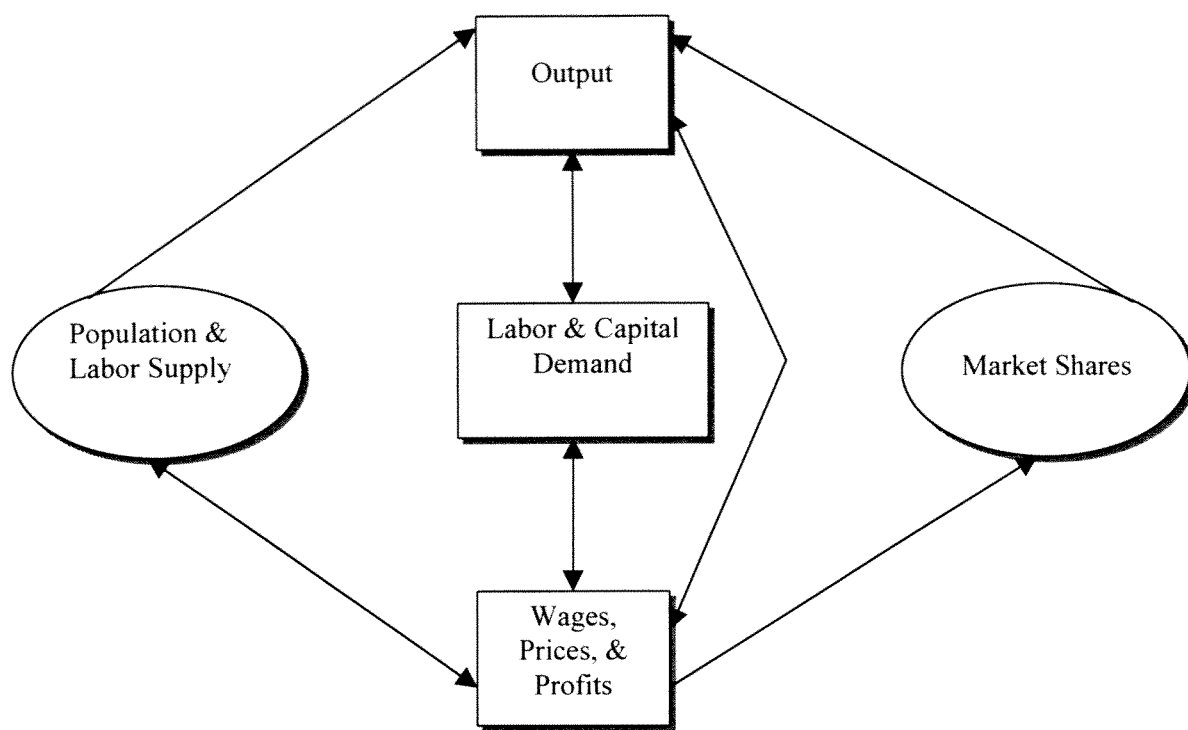 Output
Population &
Labor Supply
Labor & Capital
Demand
Market Shares
Wages,
Prices, &
Profits